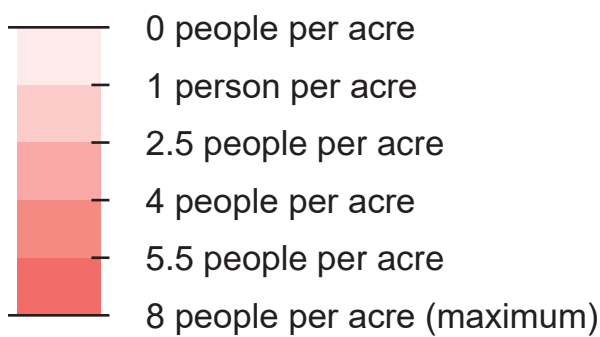 0 people per acre
1 person per acre
2.5 people per acre
4 people per acre
5.5 people per acre
8 people per acre (maximum)